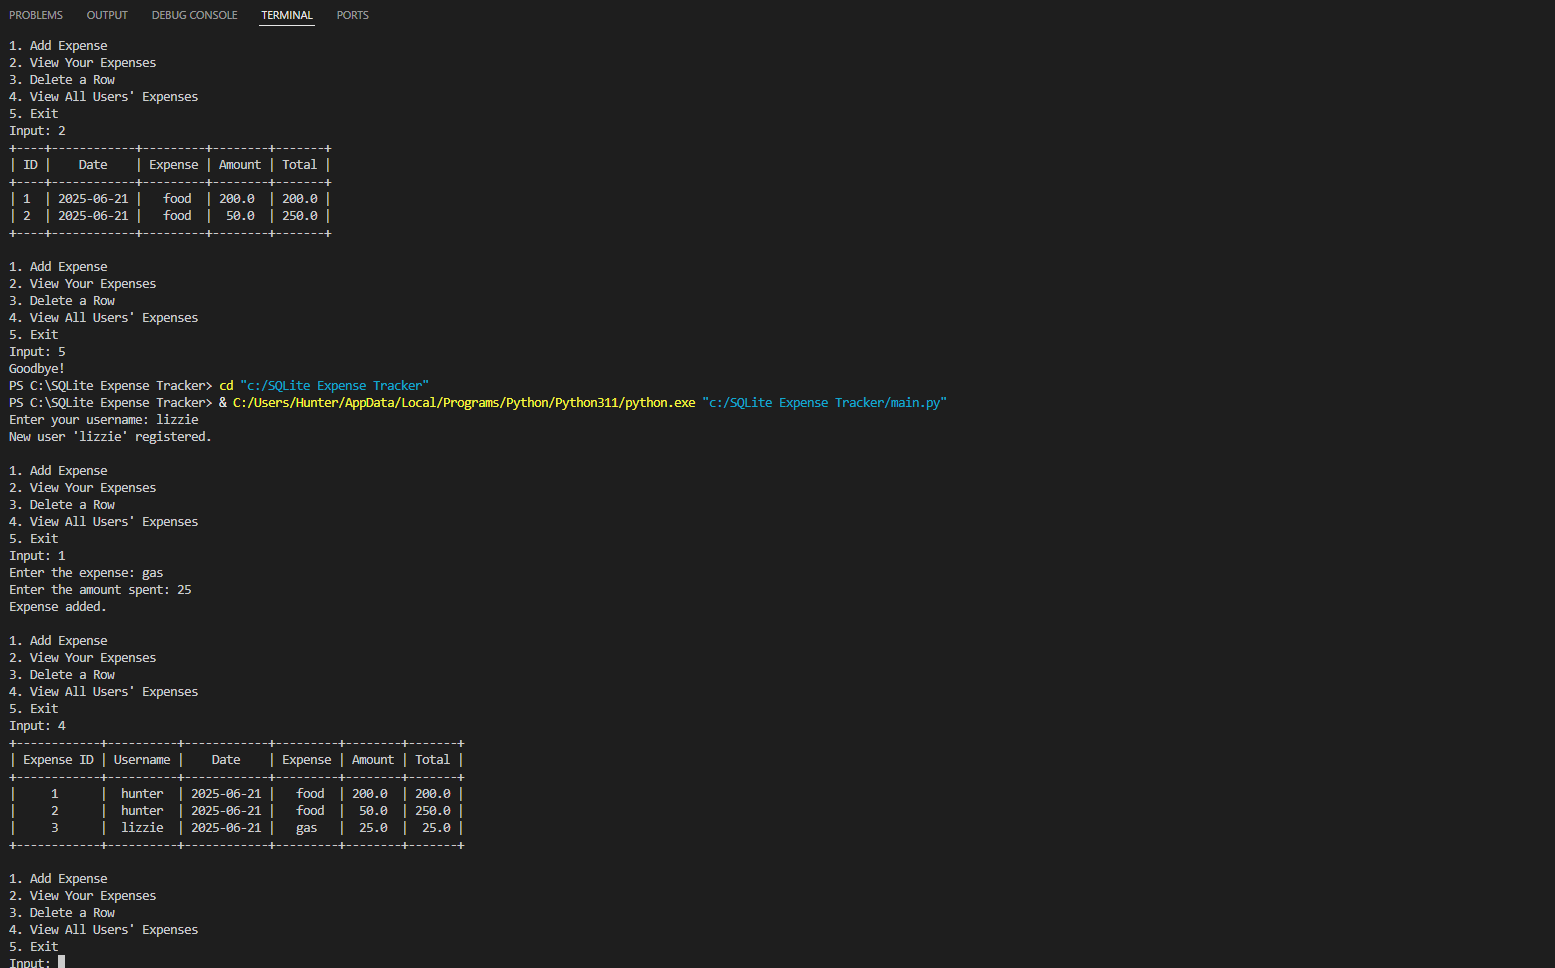 PROBLEMS OUTPUT DEBUG CONSOLE TERMINAL PORTS
1. Add Expense
2. View Your Expenses
3. Delete a Row
4. View All Users' Expenses
5. Exit
Input: 2
+----+------------+---------+--------+-------+
| ID |    Date    | Expense | Amount | Total |
+----+------------+---------+--------+-------+
| 1  | 2025-06-21 |   food  | 200.0  | 200.0 |
| 2  | 2025-06-21 |   food  |  50.0  | 250.0 |
+----+------------+---------+--------+-------+
1. Add Expense
2. View Your Expenses
3. Delete a Row
4. View All Users' Expenses
5. Exit
Input: 5
Goodbye!
PS C:\SQLite Expense Tracker> cd "c:/SQLite Expense Tracker"
PS C:\SQLite Expense Tracker> & C:/Users/Hunter/AppData/Local/Programs/Python/Python311/python.exe "c:/SQLite Expense Tracker/main.py"
Enter your username: lizzie
New user 'lizzie' registered.
1. Add Expense
2. View Your Expenses
3. Delete a Row
4. View All Users' Expenses
5. Exit
Input: 1
Enter the expense: gas
Enter the amount spent: 25
Expense added.
1. Add Expense
2. View Your Expenses
3. Delete a Row
4. View All Users' Expenses
5. Exit
Input: 4
+------------+----------+------------+---------+--------+-------+
| Expense ID | Username |    Date    | Expense | Amount | Total |
+------------+----------+------------+---------+--------+-------+
|     1      |  hunter  | 2025-06-21 |   food  | 200.0  | 200.0 |
|     2      |  hunter  | 2025-06-21 |   food  |  50.0  | 250.0 |
|     3      |  lizzie  | 2025-06-21 |   gas   |  25.0  |  25.0 |
+------------+----------+------------+---------+--------+-------+
1. Add Expense
2. View Your Expenses
3. Delete a Row
4. View All Users' Expenses
5. Exit
Input: